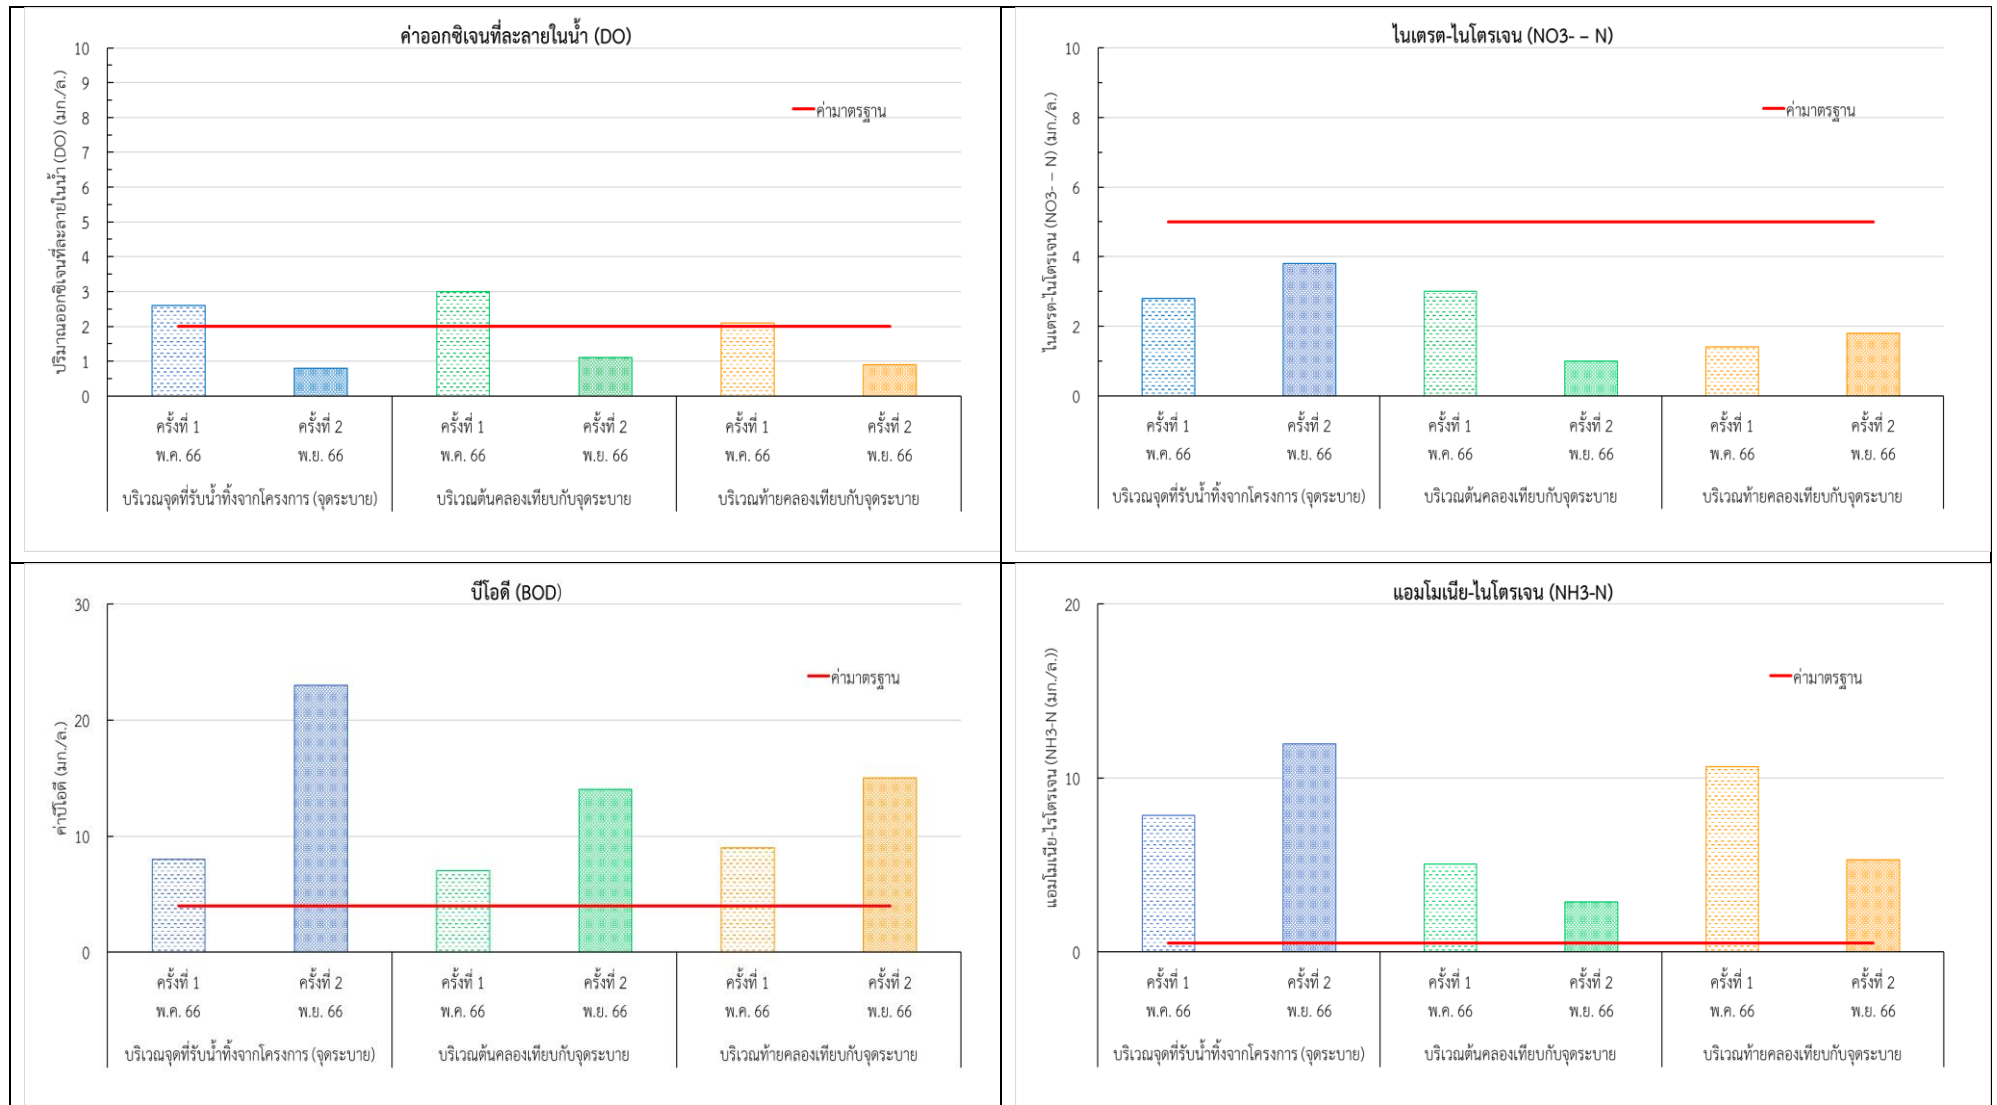 ค่าออกซิเจนที่ละลายในน้ำ (DO)
ปริมาณออกซิเจนที่ละลายในน้ำ (DO) (มก./ล.)
10
9
8
7
6
5
4
3
2
1
0
ค่ามาตรฐาน
ครั้งที่ 1 ครั้งที่ 2 ครั้งที่ 1 ครั้งที่ 2 ครั้งที่ 1 ครั้งที่ 2
พ.ค. 66 พ.ย. 66 พ.ค. 66 พ.ย. 66 พ.ค. 66 พ.ย. 66
บริเวณจุดที่รับน้ำทิ้งจากโครงการ (จุดระบาย) บริเวณต้นคลองเทียบกับจุดระบาย บริเวณท้ายคลองเทียบกับจุดระบาย
ไนเตรต-ไนโตรเจน (NO3- – N)
ไนเตรต-ไนโตรเจน (NO3- – N) (มก./ล.)
10
8
6
4
2
0
ค่ามาตรฐาน
ครั้งที่ 1 ครั้งที่ 2 ครั้งที่ 1 ครั้งที่ 2 ครั้งที่ 1 ครั้งที่ 2
พ.ค. 66 พ.ย. 66 พ.ค. 66 พ.ย. 66 พ.ค. 66 พ.ย. 66
บริเวณจุดที่รับน้ำทิ้งจากโครงการ (จุดระบาย) บริเวณต้นคลองเทียบกับจุดระบาย บริเวณท้ายคลองเทียบกับจุดระบาย
บีโอดี (BOD)
ค่าบีโอดี (มก./ล.)
30
20
10
0
ค่ามาตรฐาน
ครั้งที่ 1 ครั้งที่ 2 ครั้งที่ 1 ครั้งที่ 2 ครั้งที่ 1 ครั้งที่ 2
พ.ค. 66 พ.ย. 66 พ.ค. 66 พ.ย. 66 พ.ค. 66 พ.ย. 66
บริเวณจุดที่รับน้ำทิ้งจากโครงการ (จุดระบาย) บริเวณต้นคลองเทียบกับจุดระบาย บริเวณท้ายคลองเทียบกับจุดระบาย
แอมโมเนีย-ไนโตรเจน (NH3-N)
แอมโมเนีย-ไรโตรเจน (NH3-N (มก./ล.))
20
10
0
ค่ามาตรฐาน
ครั้งที่ 1 ครั้งที่ 2 ครั้งที่ 1 ครั้งที่ 2 ครั้งที่ 1 ครั้งที่ 2
พ.ค. 66 พ.ย. 66 พ.ค. 66 พ.ย. 66 พ.ค. 66 พ.ย. 66
บริเวณจุดที่รับน้ำทิ้งจากโครงการ (จุดระบาย) บริเวณต้นคลองเทียบกับจุดระบาย บริเวณท้ายคลองเทียบกับจุดระบาย